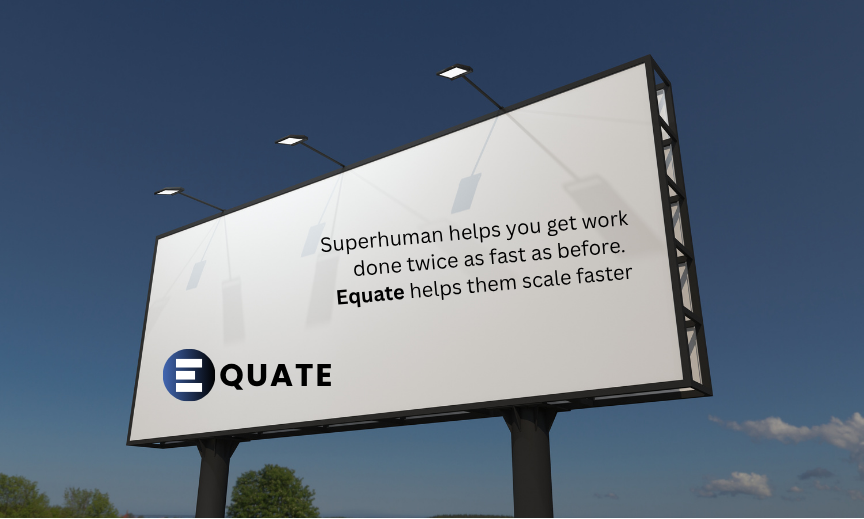 Superhuman helps you get work
done twice as fast as before.
Equate helps them scale faster
EQUATE